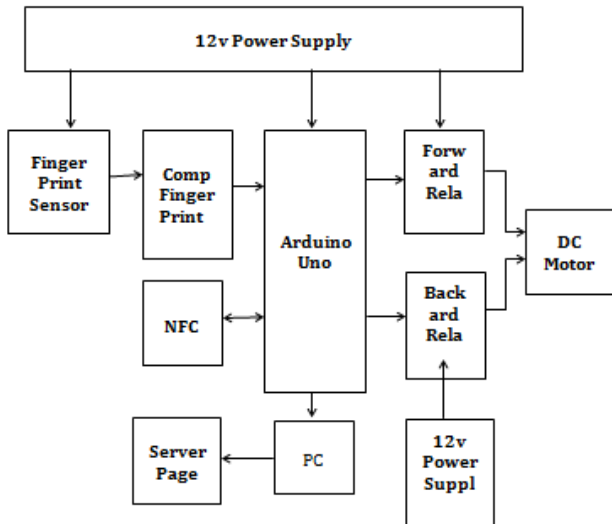 12v Power Supply
Finger
Print
Sensor
Comp
Finger
Print
Arduino
Uno
Forw
ard
Rela
DC
Motor
NFC
Back
ard
Rela
Server
Page
PC
12v
Power
Suppl